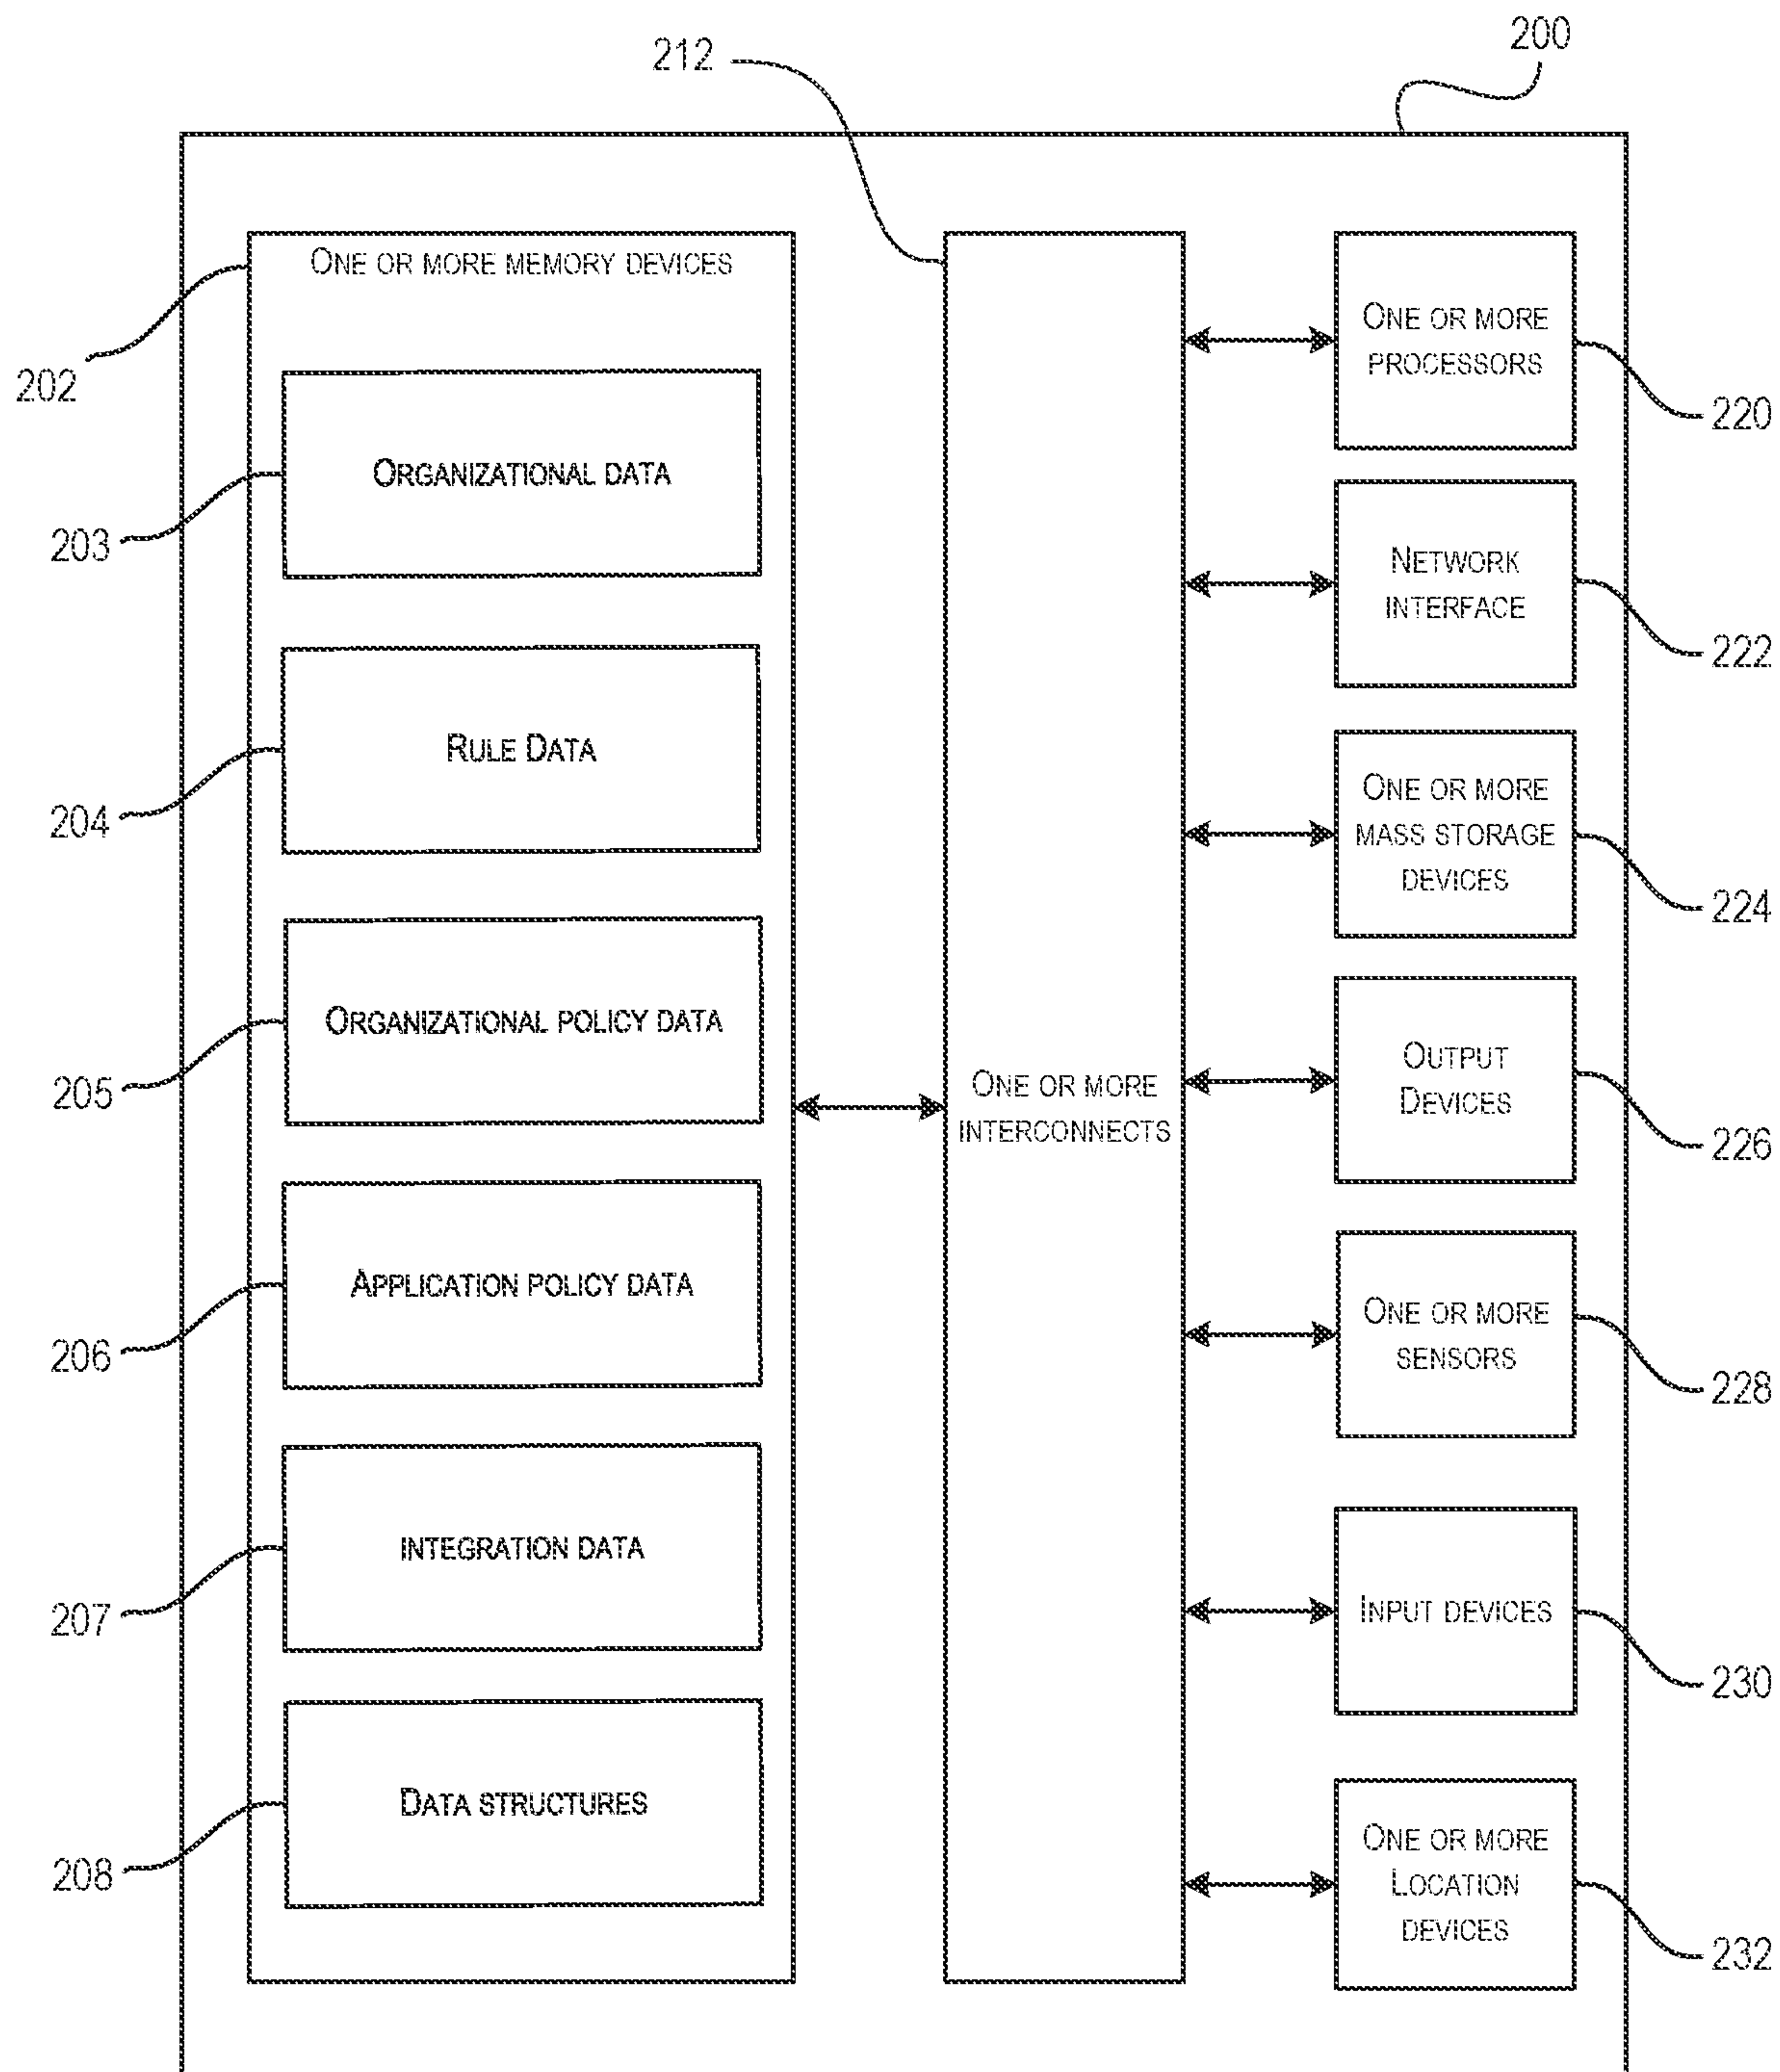 200
212
ONE OR MORE MEMORY DEVICES
202
ORGANIZATIONAL DATA
203
RULE DATA
204
ORGANIZATIONAL POLICY DATA
205
APPLICATION POLICY DATA
206
INTEGRATION DATA
207
DATA STRUCTURES
208
ONE OR MORE
INTERCONNECTS
ONE OR MORE
PROCESSORS
220
NETWORK
INTERFACE
222
ONE OR MORE
MASS STORAGE
DEVICES
224
OUTPUT
DEVICES
226
ONE OR MORE
SENSORS
228
INPUT DEVICES
230
ONE OR MORE
LOCATION
DEVICES
232